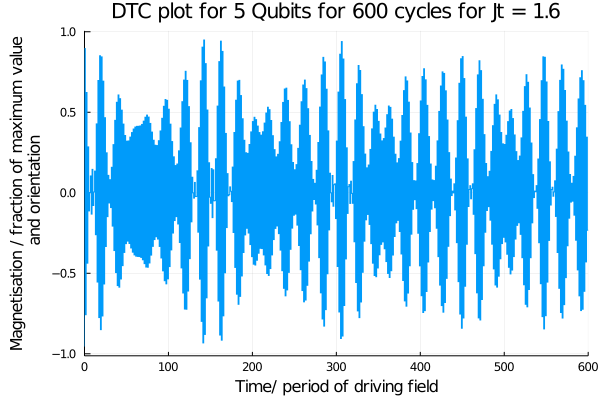 DTC plot for 5 Qubits for 600 cycles for Jt = 1.6
Magnetisation / fraction of maximum value
and orientation
1.0
0.5
0.0
−0.5
−1.0
0 100 200 300 400 500 600
Time/ period of driving field